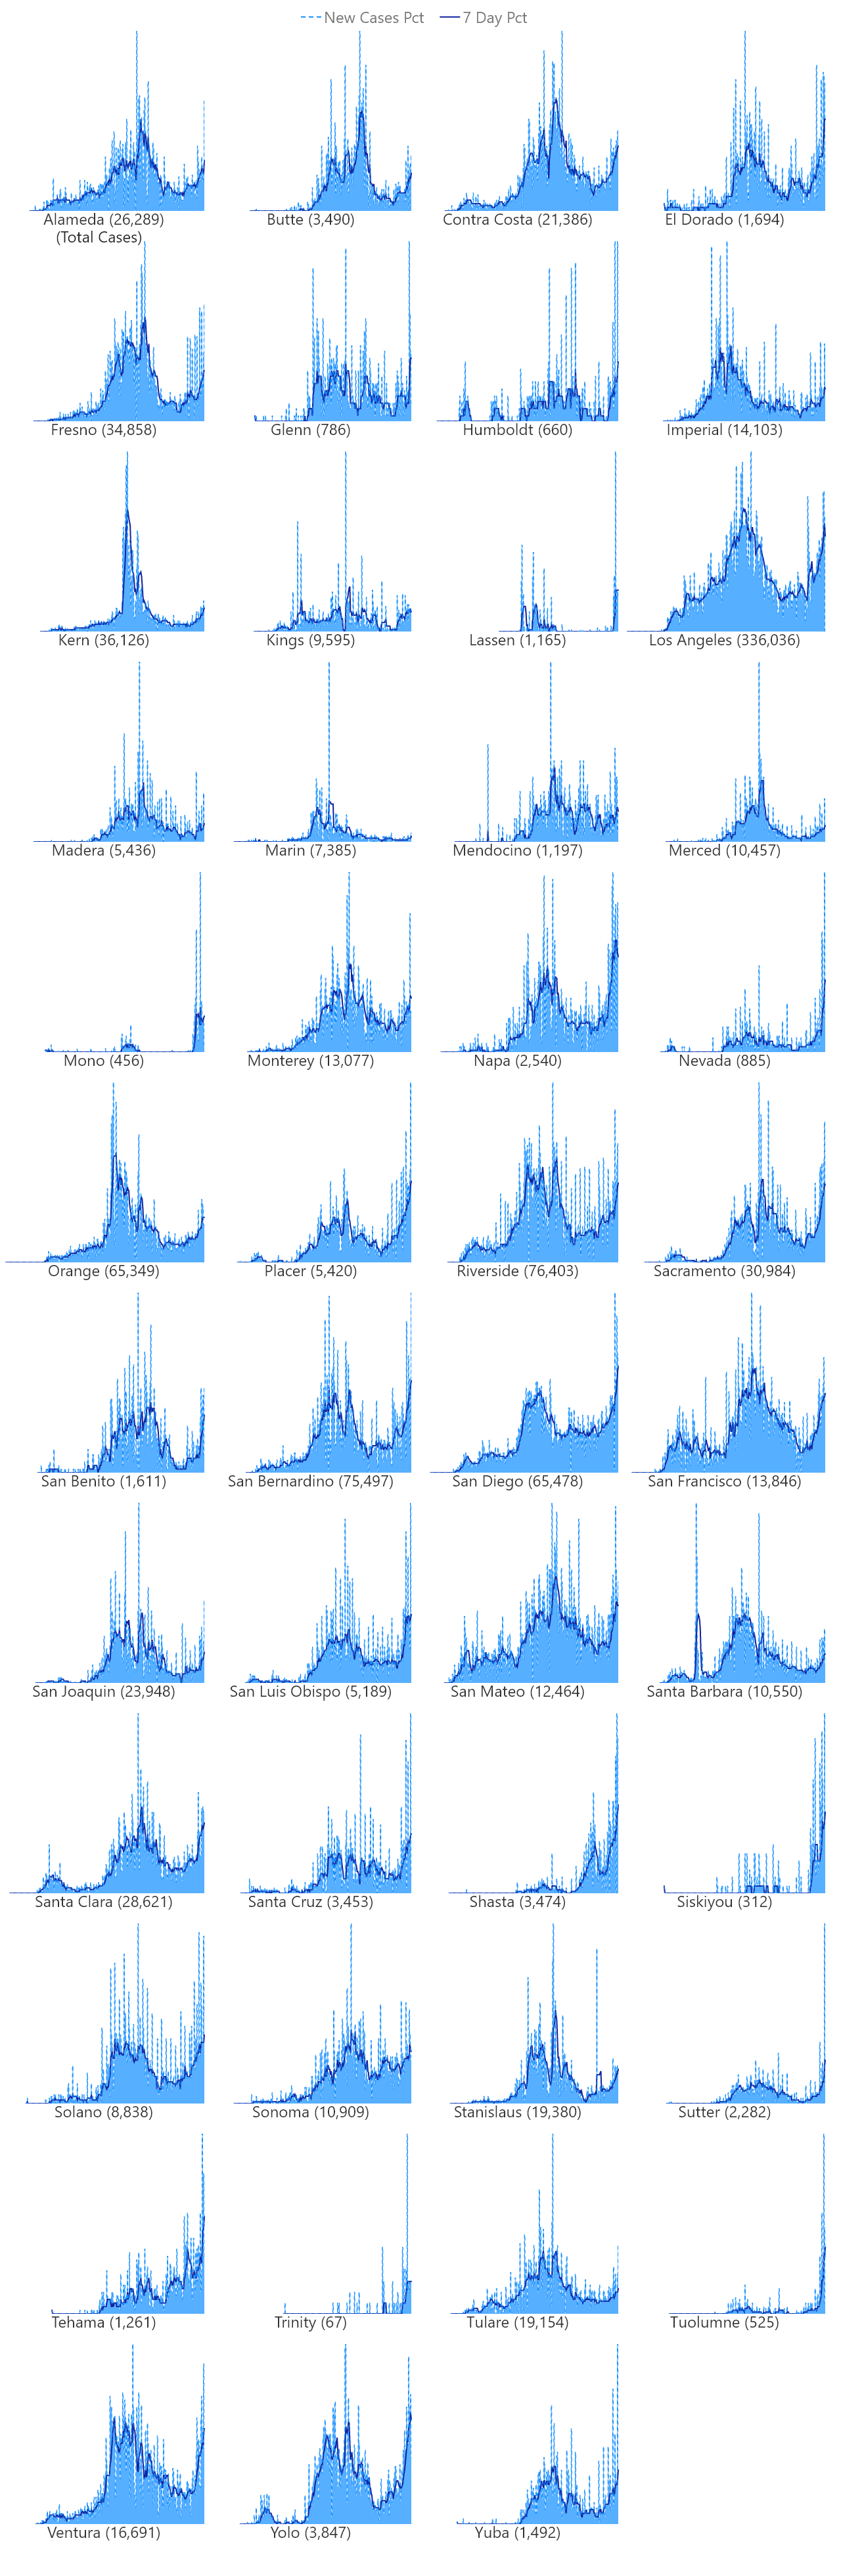 New Cases Pct 7 Day Pct
Alameda (26,289) Butte (3,490) Contra Costa (21,386) El Dorado (1,694)
(Total Cases)
Fresno (34,858) Glenn (786) Humboldt (660) Imperial (14,103)
Kern (36,126) Kings (9,595) Lassen (1,165) Los Angeles (336,036)
Madera (5,436) Marin (7,385) Mendocino (1,197) Merced (10,457)
Mono (456) Monterey (13,077) Napa (2,540) Nevada (885)
Orange (65,349) Placer (5,420) Riverside (76,403) Sacramento (30,984)
San Benito (1,611) San Bernardino (75,497) San Diego (65,478) San Francisco (13,846)
San Joaquin (23,948) San Luis Obispo (5,189) San Mateo (12,464) Santa Barbara (10,550)
Santa Clara (28,621) Santa Cruz (3,453) Shasta (3,474) Siskiyou (312)
Solano (8,838) Sonoma (10,909) Stanislaus (19,380) Sutter (2,282)
Tehama (1,261) Trinity (67) Tulare (19,154) Tuolumne (525)
Ventura (16,691) Yolo (3,847) Yuba (1,492)